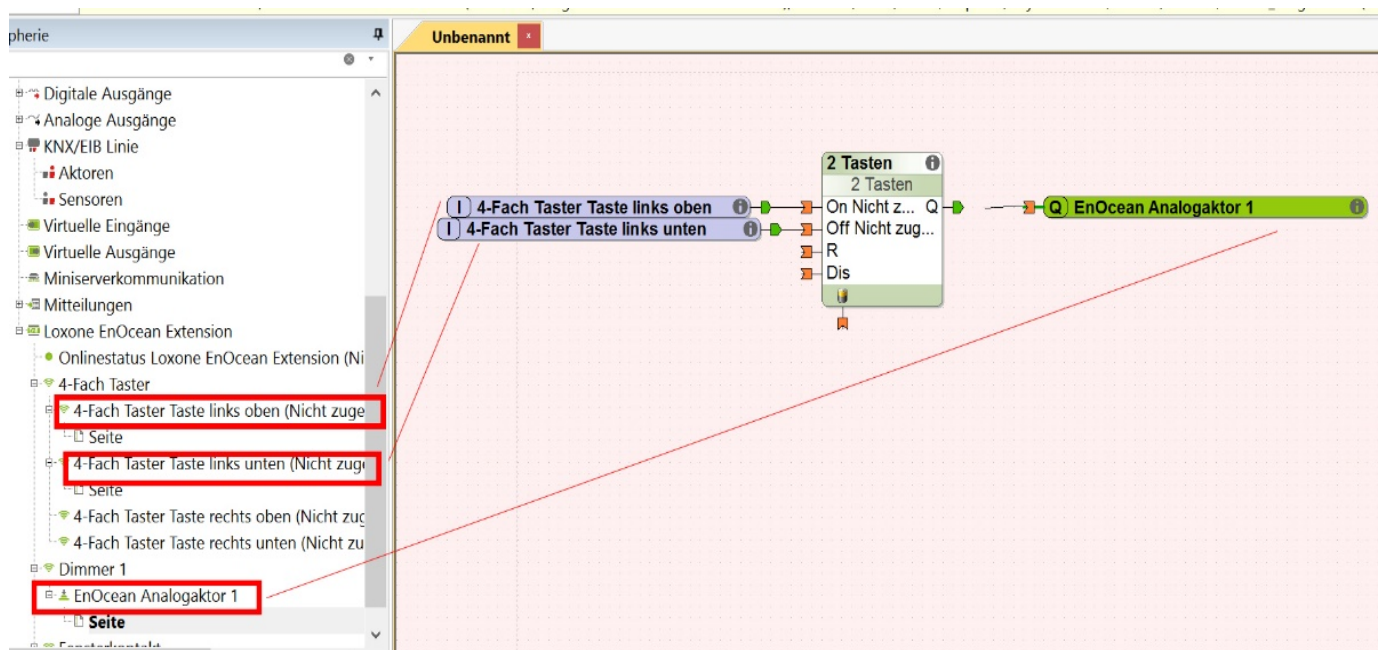 pherie
Unbenannt
Digitale Ausgänge
Analoge Ausgänge
KNX/EIB Linie
Aktoren
Sensoren
Virtuelle Eingänge
Virtuelle Ausgänge
Miniserverkommunikation
Mitteilungen
Loxone EnOcean Extension
Onlinestatus Loxone EnOcean Extension (Ni
4-Fach Taster
4-Fach Taster Taste links oben (Nicht zuge
Seite
4-Fach Taster Taste links unten (Nicht zuge
Seite
4-Fach Taster Taste rechts oben (Nicht zug
4-Fach Taster Taste rechts unten (Nicht zu
Dimmer 1
EnOcean Analogaktor 1
Seite
Fensterkontakt
I 4-Fach Taster Taste links oben
I 4-Fach Taster Taste links unten
2 Tasten
2 Tasten
On Nicht z... Q
Off Nicht zug...
R
Dis
Q EnOcean Analogaktor 1